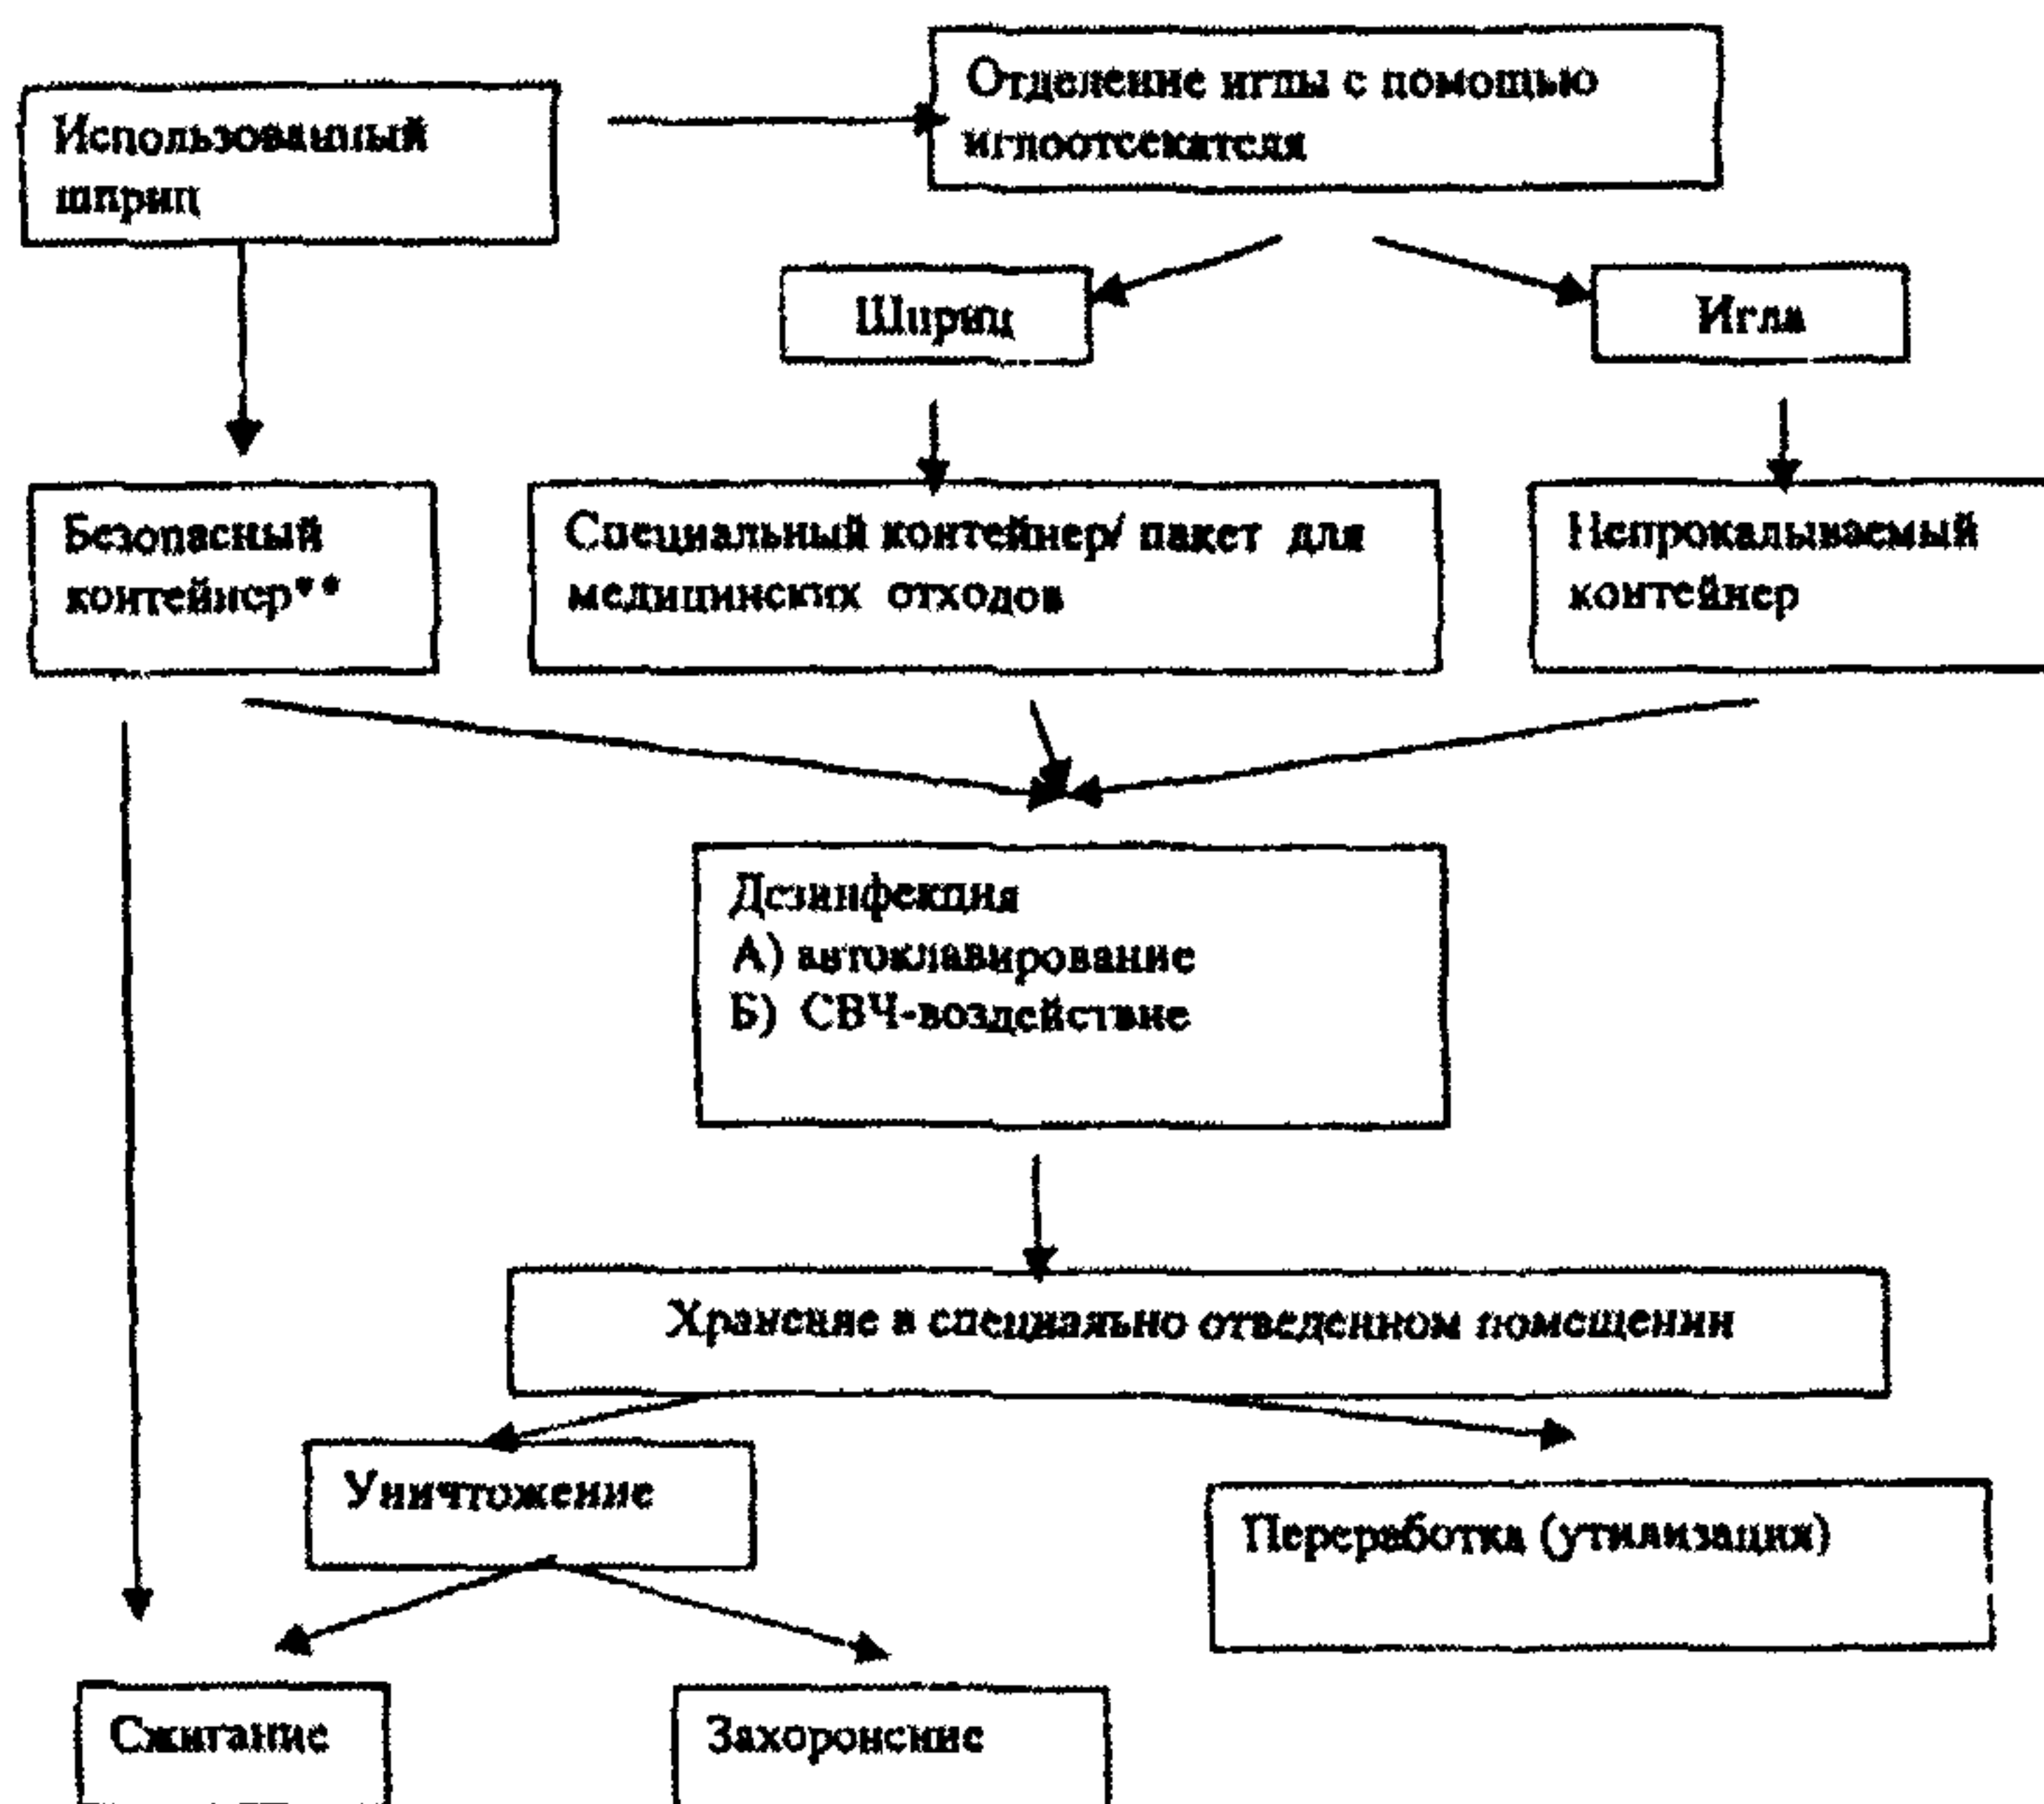 Отделение иглы с помощью
иглоотсекателя
Использованный
шприц
Шприц
Игла
Безопасный
контейнер**
Специальный контейнер/ пакет для
медицинских отходов
Непрокалываемый
контейнер
Дезинфекция
А) автоклавирование
Б) СВЧ-воздействие
Хранение в специально отведенном помещении
Уничтожение
Переработка (утилизация)
Сжигание
Захоронение